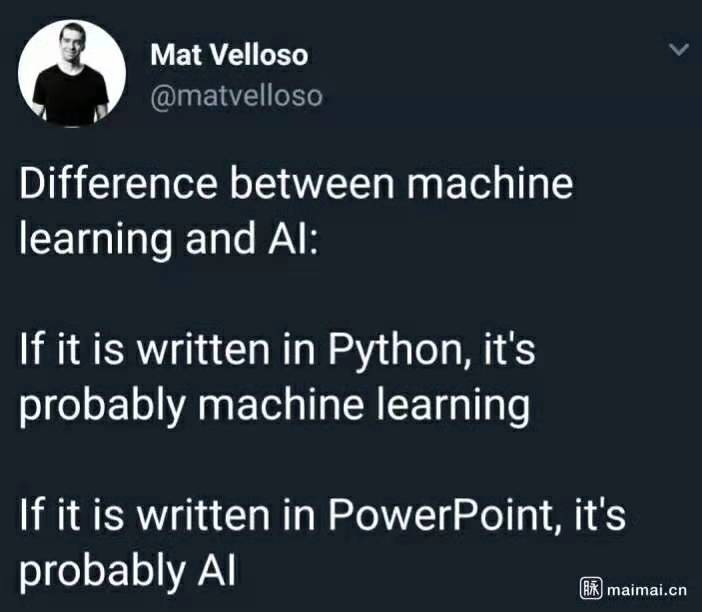 Mat Velloso
@matvelloso
Difference between machine
learning and AI:
If it is written in Python, it's
probably machine learning
If it is written in PowerPoint, it's
probably AI
脉 maimai.cn